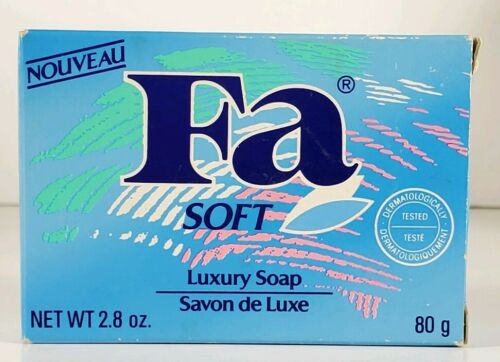 NOUVEAU
Fa®
SOFT
DERMATOLOGICALLY
TESTED
TESTÉ
DERMATOLOGIQUEMENT
Luxury Soap
Savon de Luxe
NET WT 2.8 oz.
80 g